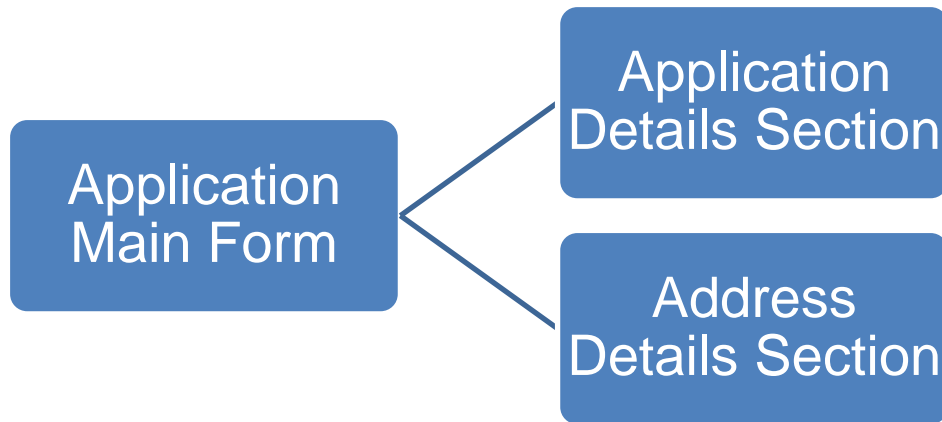 Application
Main Form
Application
Details Section
Address
Details Section